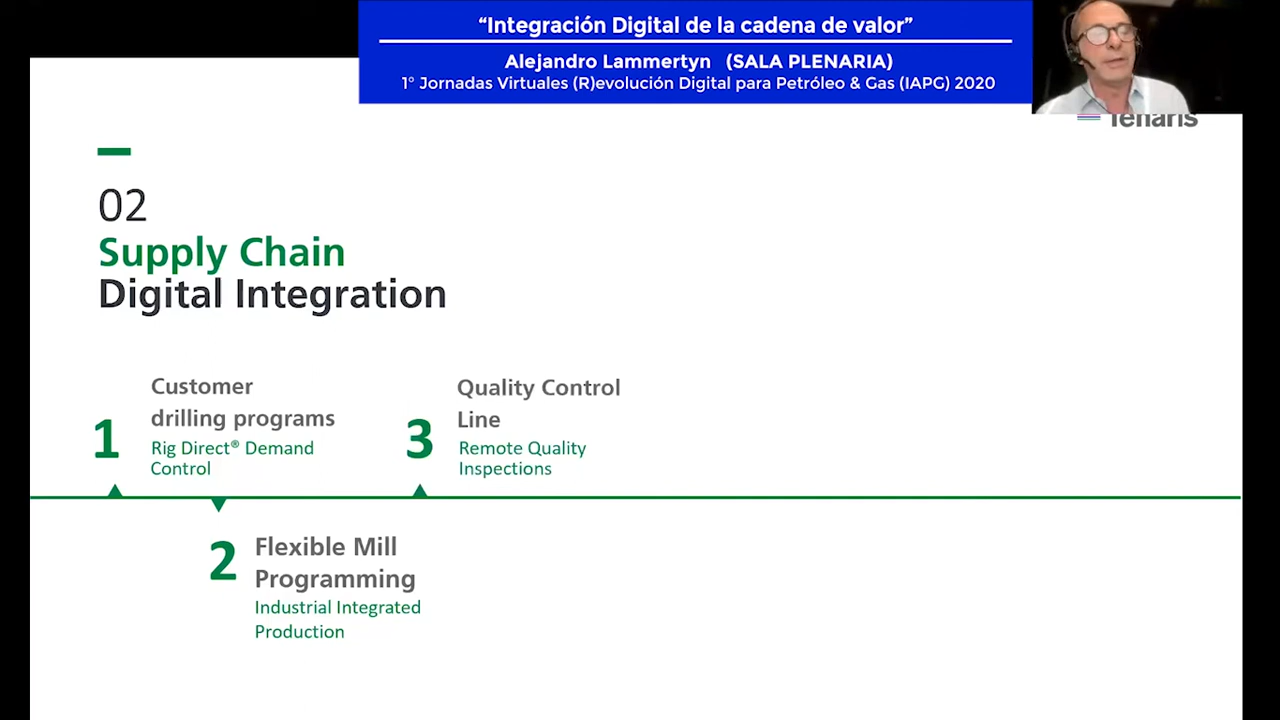 “Integración Digital de la cadena de valor”
Alejandro Lammertyn (SALA PLENARIA)
1° Jornadas Virtuales (R)evolución Digital para Petróleo & Gas (IAPG) 2020
Tenaris
02
Supply Chain
Digital Integration
1
Customer
drilling programs
Rig Direct® Demand
Control
3
Quality Control
Line
Remote Quality
Inspections
2
Flexible Mill
Programming
Industrial Integrated
Production